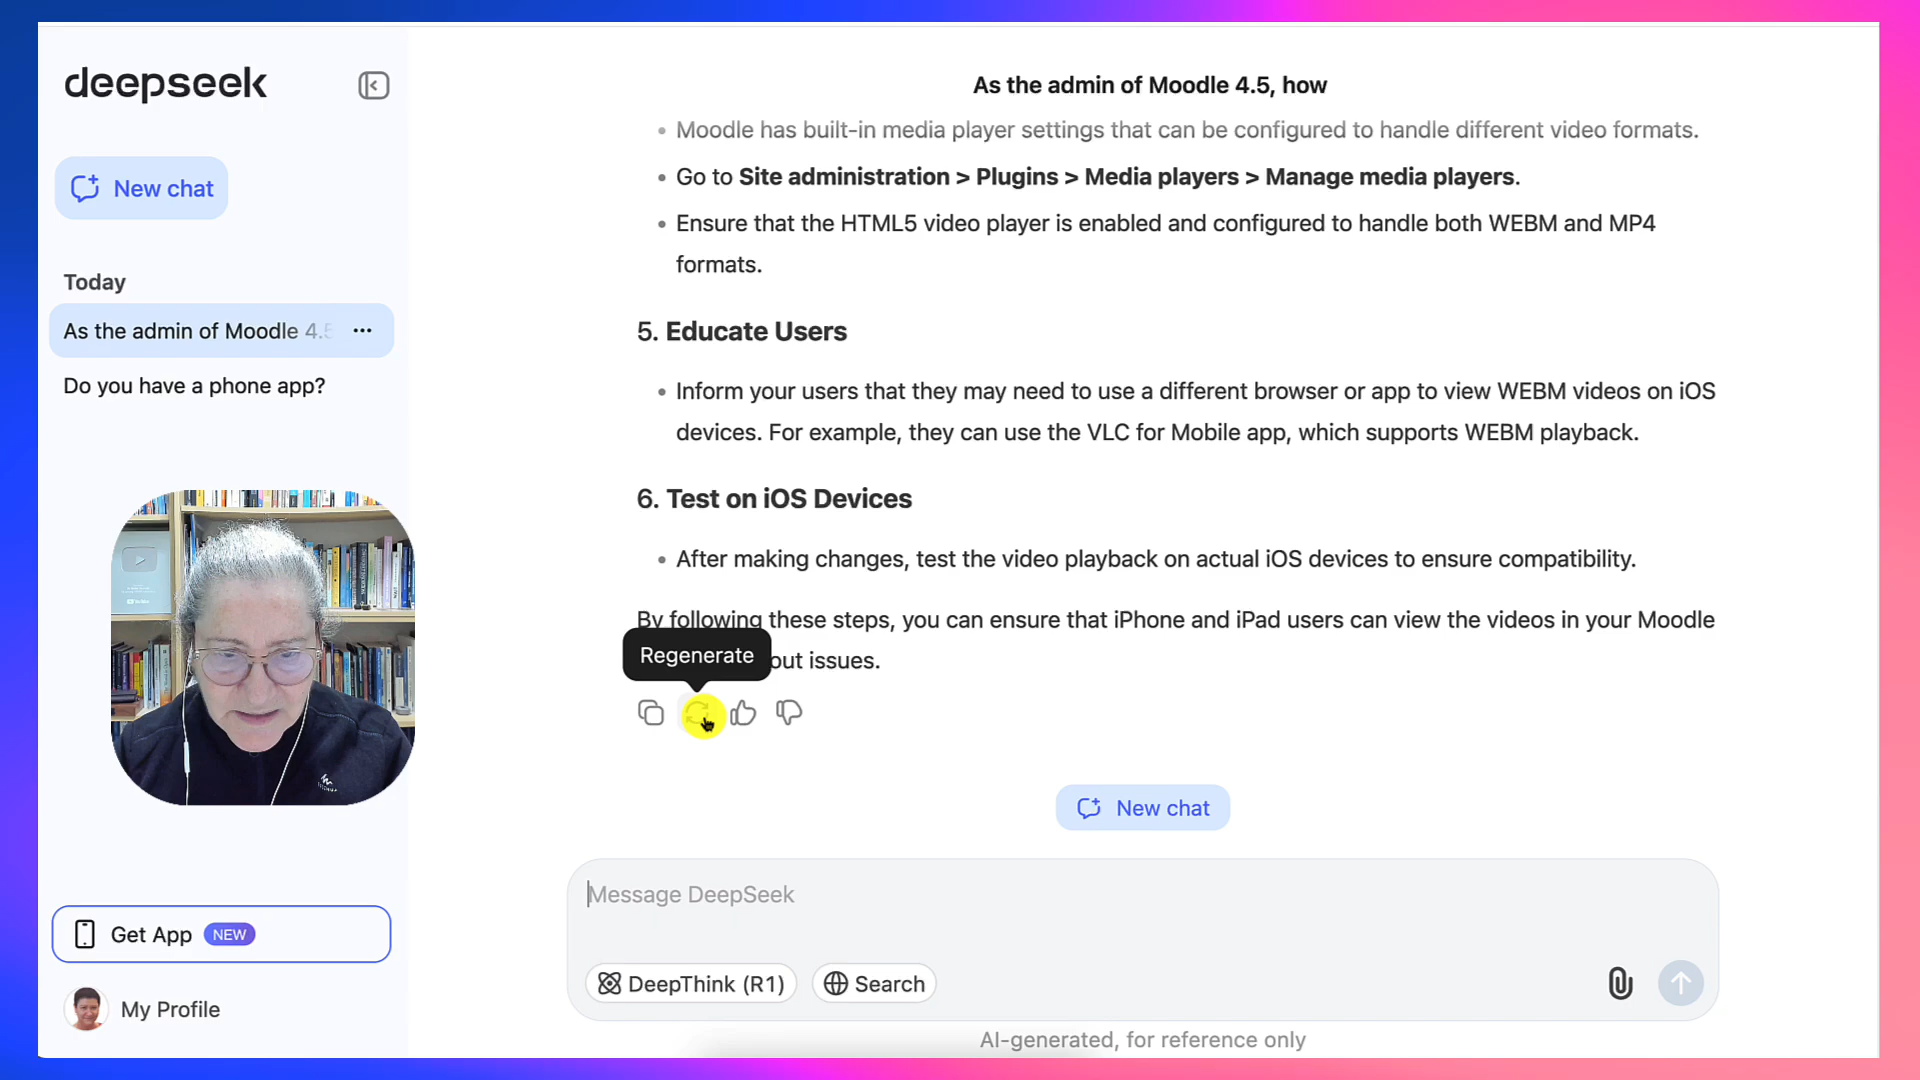 deepseek
New chat
Today
As the admin of Moodle 4.5
Do you have a phone app?
Get App NEW
My Profile
As the admin of Moodle 4.5, how
• Moodle has built-in media player settings that can be configured to handle different video formats.
• Go to Site administration > Plugins > Media players > Manage media players.
• Ensure that the HTML5 video player is enabled and configured to handle both WEBM and MP4
formats.
5. Educate Users
• Inform your users that they may need to use a different browser or app to view WEBM videos on iOS
devices. For example, they can use the VLC for Mobile app, which supports WEBM playback.
6. Test on iOS Devices
• After making changes, test the video playback on actual iOS devices to ensure compatibility.
By following these steps, you can ensure that iPhone and iPad users can view the videos in your Moodle
out issues.
Regenerate
New chat
Message DeepSeek
DeepThink (R1)
Search
AI-generated, for reference only